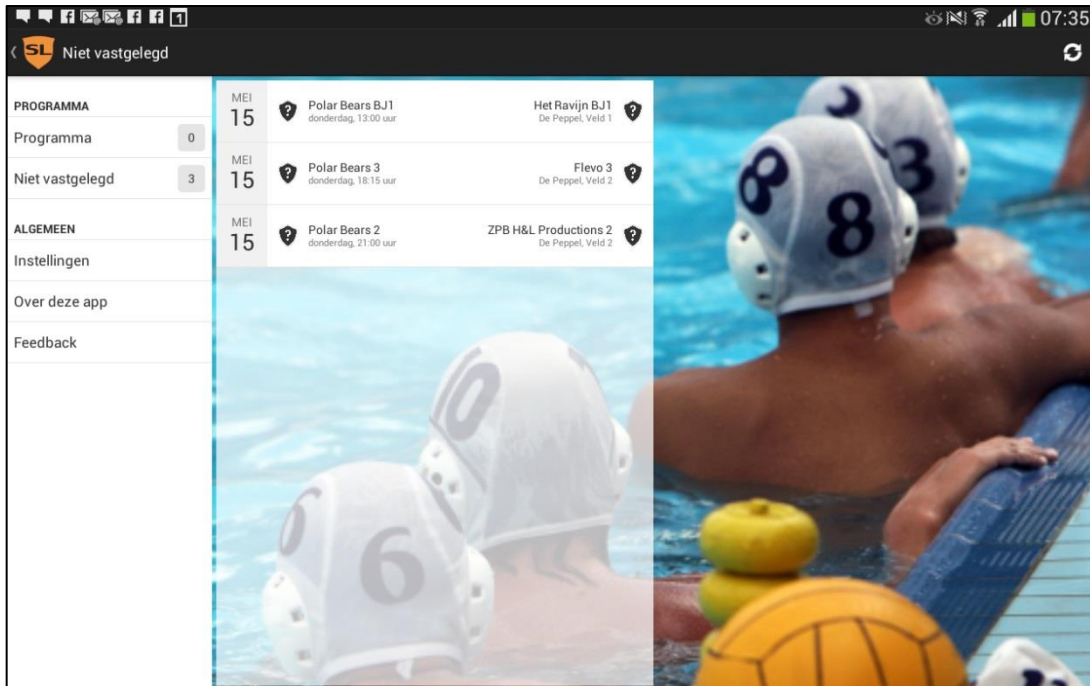 1
07:35
SL
Niet vastgelegd
PROGRAMMA
Programma 0
Niet vastgelegd 3
ALGEMEEN
Instellingen
Over deze app
Feedback
MEI
15
Polar Bears BJ1
donderdag, 13:00 uur
Het Ravijn BJ1
De Peppel, Veld 1
MEI
15
Polar Bears 3
donderdag, 18:15 uur
Flevo 3
De Peppel, Veld 2
MEI
15
Polar Bears 2
donderdag, 21:00 uur
ZPB H&L Productions 2
De Peppel, Veld 2
3
3
8
8
10
6
6